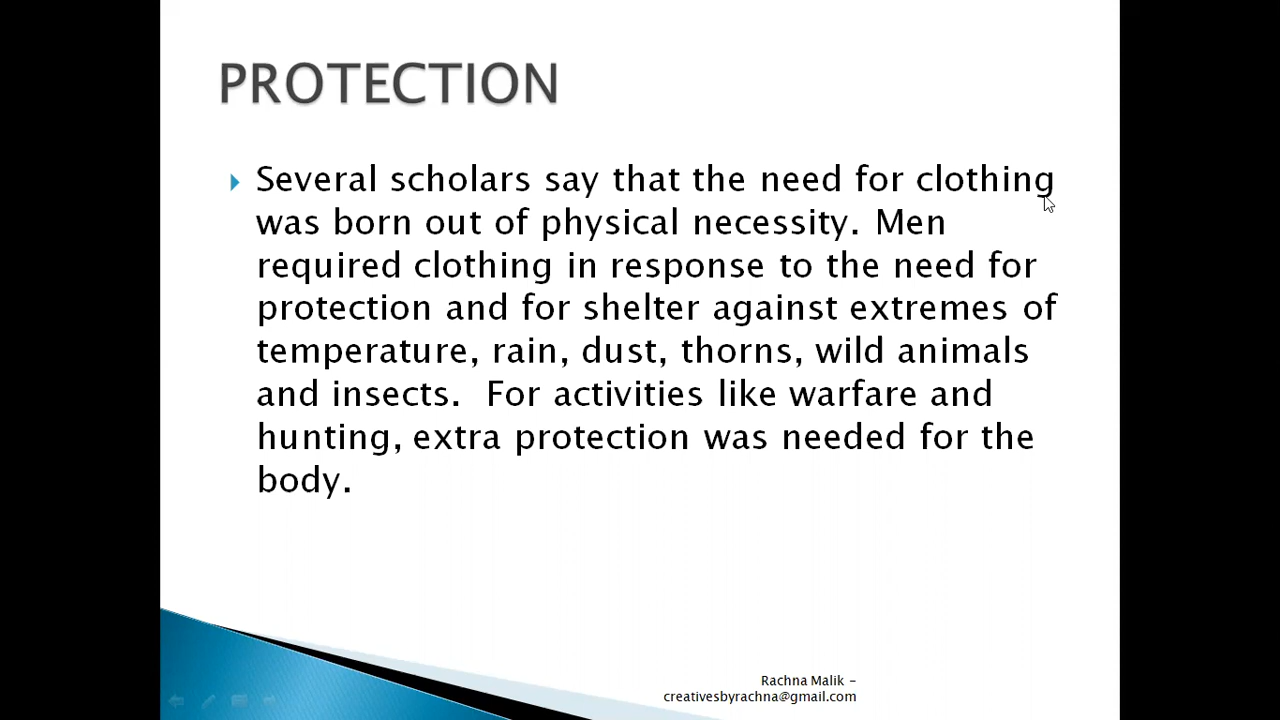 PROTECTION
Several scholars say that the need for clothing
was born out of physical necessity. Men
required clothing in response to the need for
protection and for shelter against extremes of
temperature, rain, dust, thorns, wild animals
and insects.  For activities like warfare and
hunting, extra protection was needed for the
body.
Rachna Malik –
creativesbyrachna@gmail.com